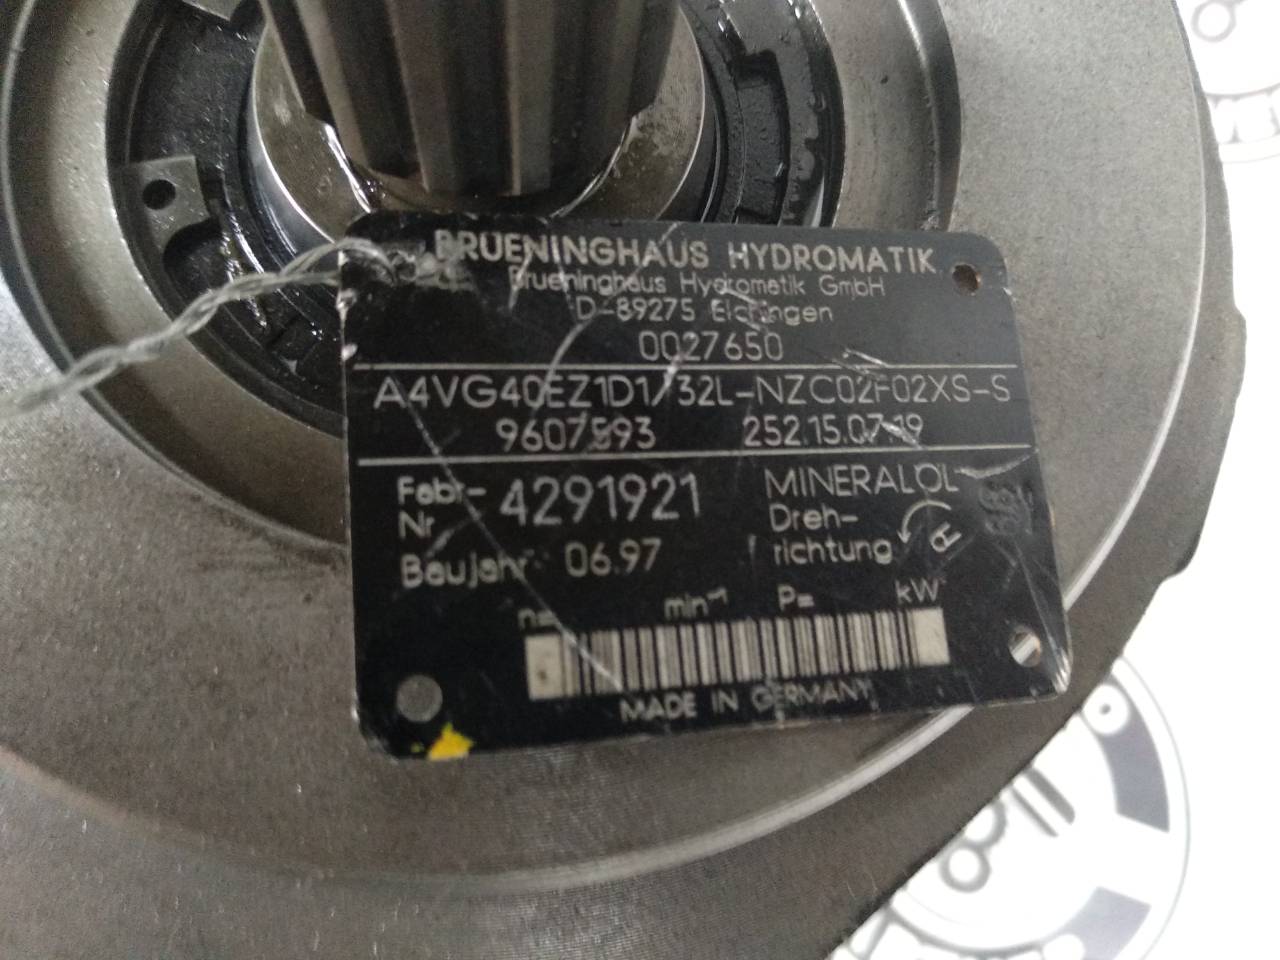 BRUENINGHAUS HYDROMATIK
Brueninghaus Hydromatik GmbH
D-89275 Elchingen
0027650
A4VG40EZ1D1/32L-NZC02F02XS-S
9607593 252.15.07.19
Fabr-
Nr 4291921
MINERALÖL
Dreh-
richtung
Baujahr 06.97
n= min⁻¹ P= kW
MADE IN GERMANY